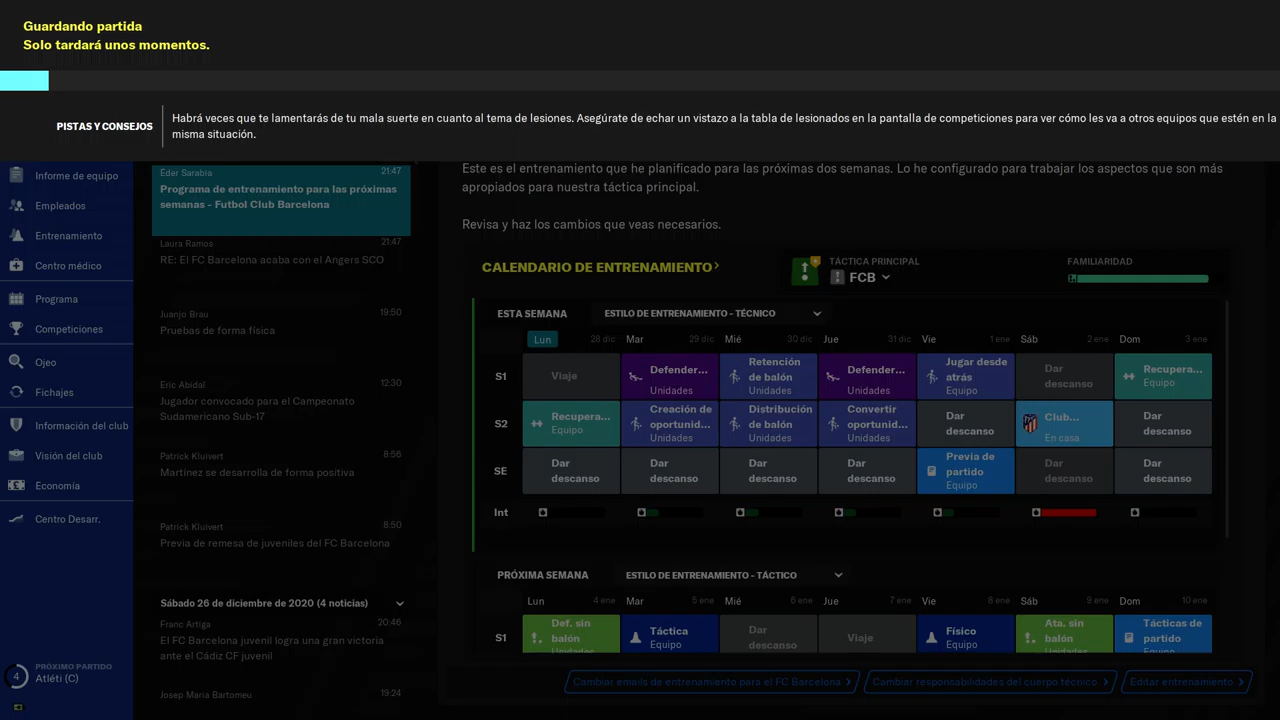 Guardando partida
Solo tardará unos momentos.
PISTAS Y CONSEJOS
Habrá veces que te lamentarás de tu mala suerte en cuanto al tema de lesiones. Asegúrate de echar un vistazo a la tabla de lesionados en la pantalla de competiciones para ver cómo les va a otros equipos que estén en la
misma situación.
Informe de equipo
Empleados
Entrenamiento
Centro médico
Programa
Competiciones
Ojeo
Fichajes
Información del club
Visión del club
Economía
Centro Desarr.
4
PRÓXIMO PARTIDO
Atléti (C)
Éder Sarabia 21:47
Programa de entrenamiento para las próximas
semanas - Futbol Club Barcelona
Laura Ramos 21:47
RE: El FC Barcelona acaba con el Angers SCO
Juanjo Brau 19:50
Pruebas de forma física
Eric Abidal 12:30
Jugador convocado para el Campeonato
Sudamericano Sub-17
Patrick Kluivert 8:56
Martínez se desarrolla de forma positiva
Patrick Kluivert 8:50
Previa de remesa de juveniles del FC Barcelona
Sábado 26 de diciembre de 2020 (4 noticias)
Franc Artiga 20:46
El FC Barcelona juvenil logra una gran victoria
ante el Cádiz CF juvenil
Josep Maria Bartomeu 19:24
Este es el entrenamiento que he planificado para las próximas dos semanas. Lo he configurado para trabajar los aspectos que son más
apropiados para nuestra táctica principal.
Revisa y haz los cambios que veas necesarios.
CALENDARIO DE ENTRENAMIENTO
TÁCTICA PRINCIPAL
FCB
FAMILIARIDAD
ESTA SEMANA ESTILO DE ENTRENAMIENTO - TÉCNICO
Lun 28 dic Mar 29 dic Mié 30 dic Jue 31 dic Vie 1 ene Sáb 2 ene Dom 3 ene
S1
Viaje
Defender...
Unidades
Retención
de balón
Unidades
Defender...
Unidades
Jugar desde
atrás
Equipo
Dar
descanso
Recupera...
Equipo
S2
Recupera...
Equipo
Creación de
oportunid...
Unidades
Distribución
de balón
Unidades
Convertir
oportunid...
Unidades
Dar
descanso
Club...
En casa
Dar
descanso
SE
Dar
descanso
Dar
descanso
Dar
descanso
Dar
descanso
Previa de
partido
Equipo
Dar
descanso
Dar
descanso
Int
PRÓXIMA SEMANA ESTILO DE ENTRENAMIENTO - TÁCTICO
Lun 4 ene Mar 5 ene Mié 6 ene Jue 7 ene Vie 8 ene Sáb 9 ene Dom 10 ene
S1
Def. sin
balón
Unidades
Táctica
Equipo
Dar
descanso
Viaje
Físico
Equipo
Ata. sin
balón
Unidades
Tácticas de
partido
Equipo
Cambiar emails de entrenamiento para el FC Barcelona
Cambiar responsabilidades del cuerpo técnico
Editar entrenamiento